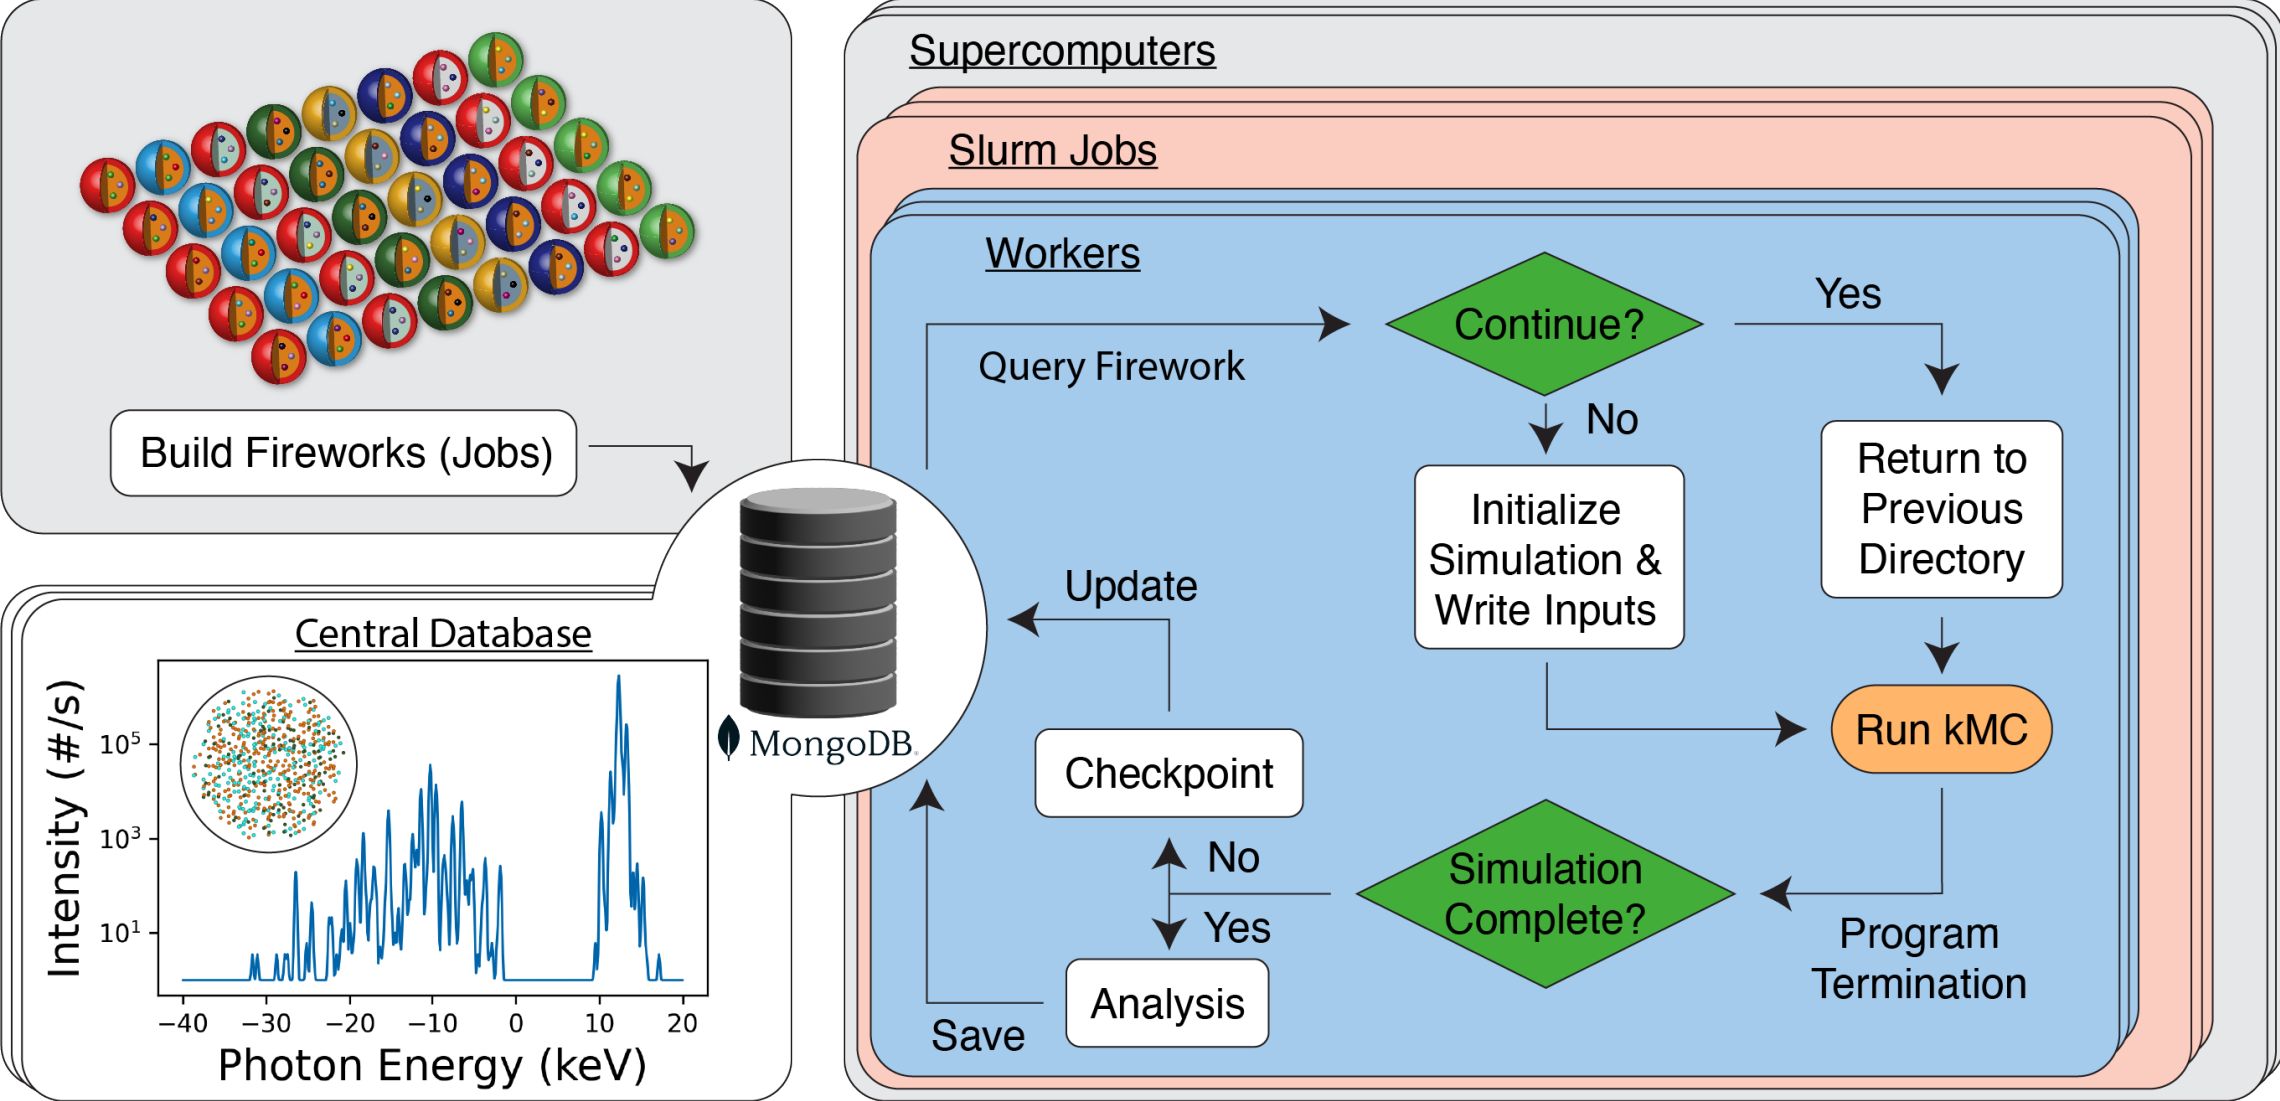 Build Fireworks (Jobs)
Central Database
Intensity (#/s)
10⁵
10³
10¹
−40 −30 −20 −10 0 10 20
Photon Energy (keV)
MongoDB.
Supercomputers
Slurm Jobs
Workers
Query Firework
Continue?
Yes
No
Initialize
Simulation &
Write Inputs
Return to
Previous
Directory
Run kMC
Program
Termination
Simulation
Complete?
No
Yes
Checkpoint
Update
Analysis
Save